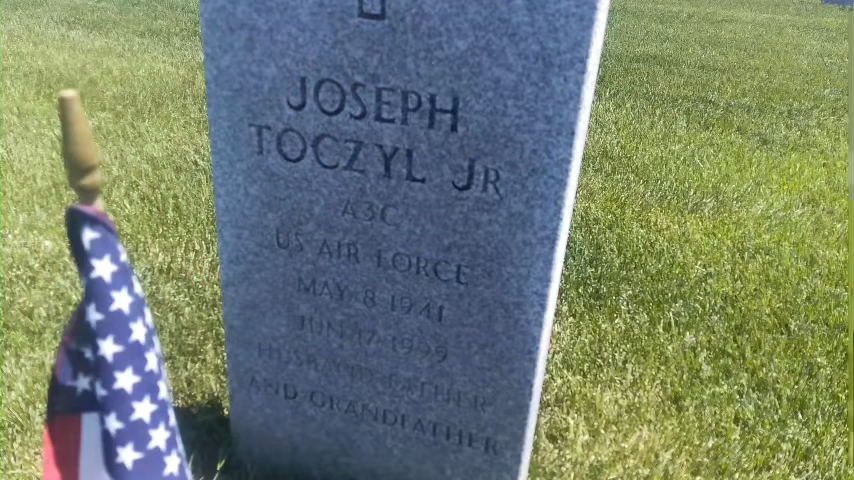 JOSEPH
TOCZYL JR
A3C
US AIR FORCE
MAY 8 1941
JUN 17 1999
HUSBAND FATHER
AND GRANDFATHER